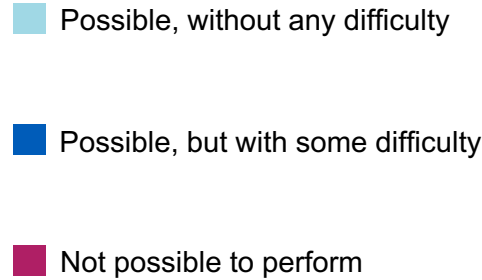 Possible, without any difficulty
Possible, but with some difficulty
Not possible to perform